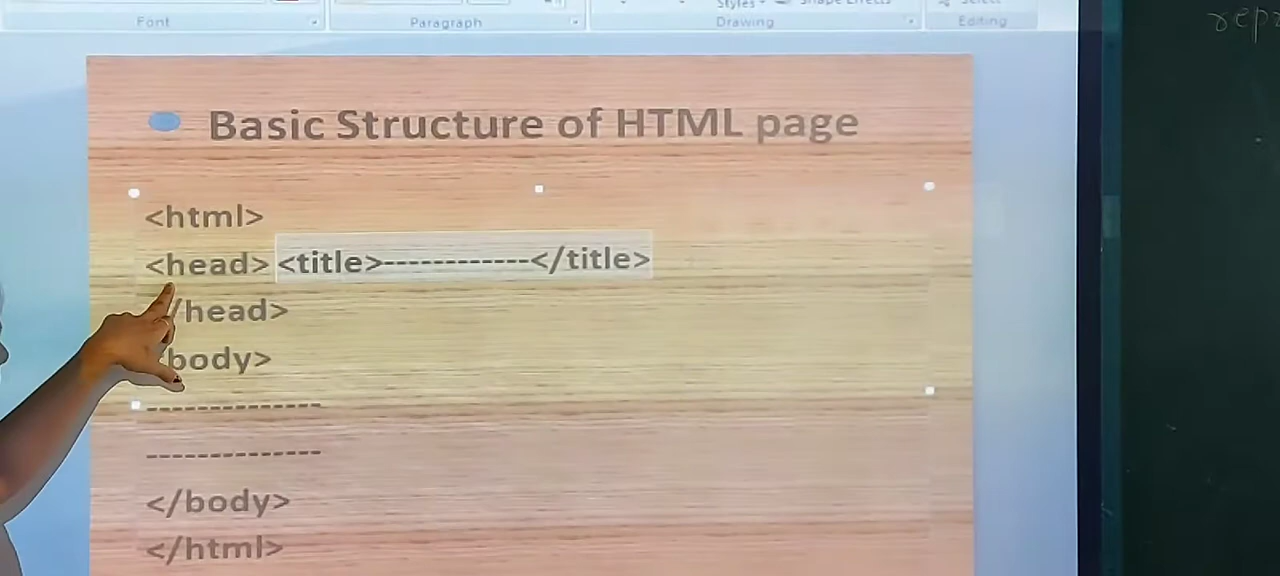 Font Paragraph Drawing Editing
Basic Structure of HTML page
<html>
<head> <title>------------</title>
/head>
body>
--------------
--------------
</body>
</html>